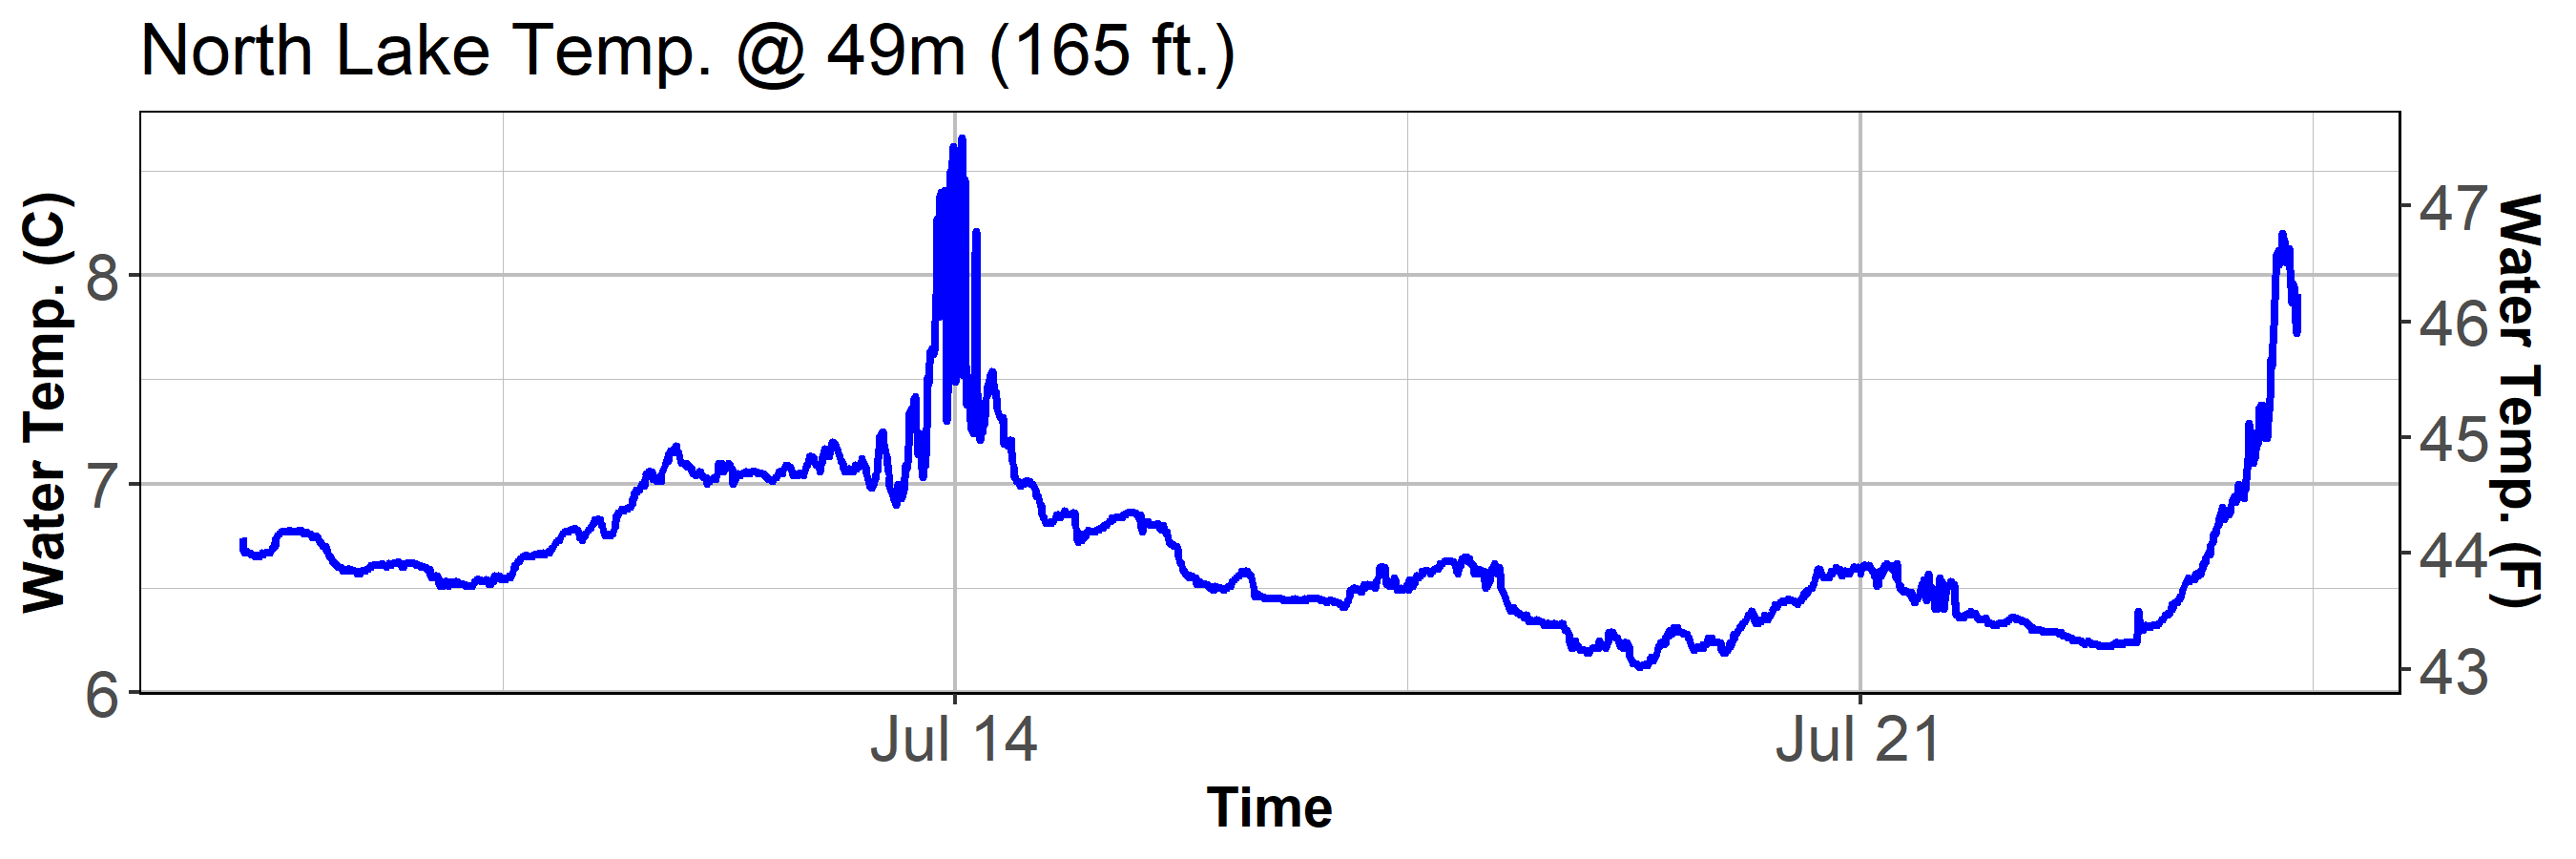 North Lake Temp. @ 49m (165 ft.)
Water Temp. (C)
8
7
6
47
46
45
44
43
Water Temp. (F)
Jul 14
Jul 21
Time